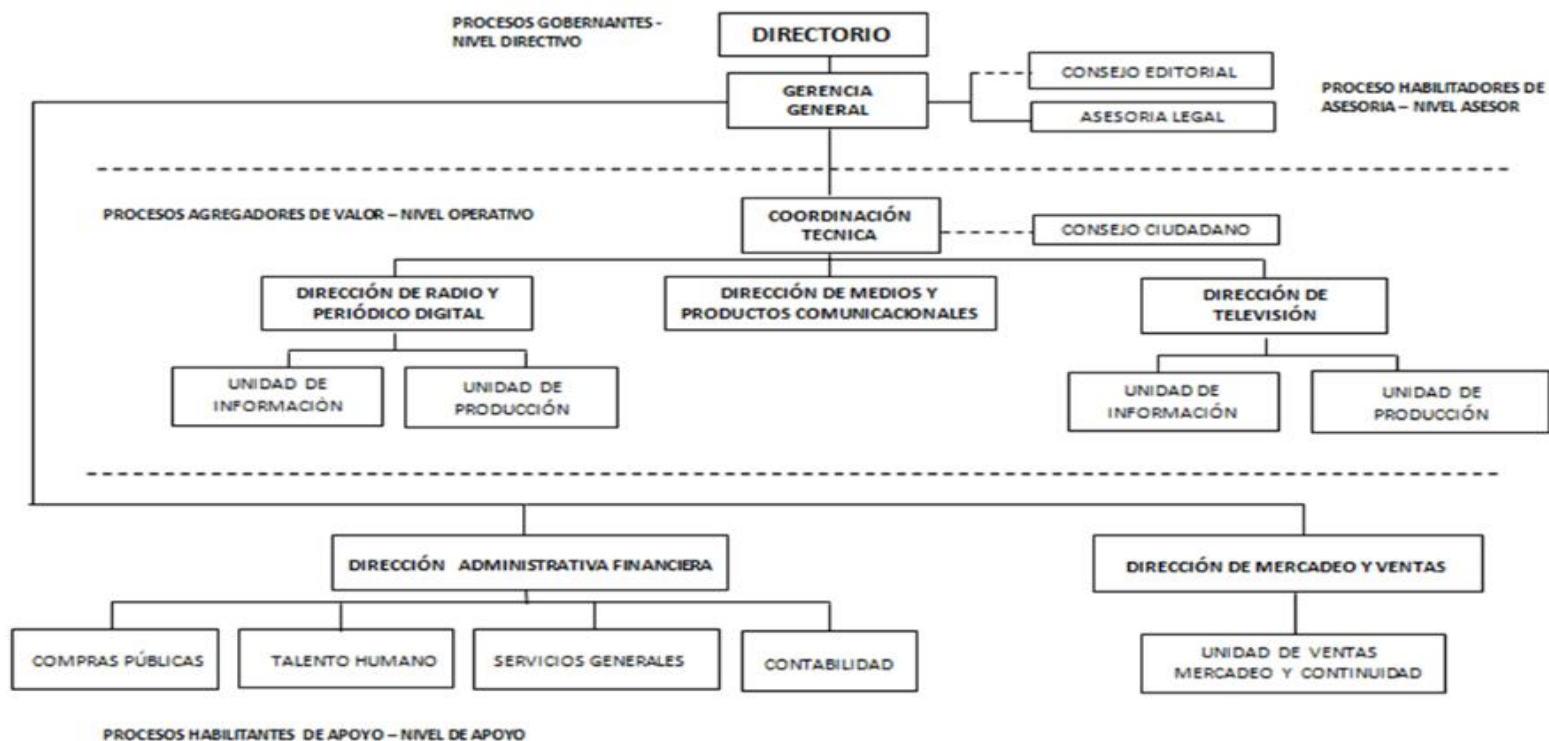 PROCESOS GOBERNANTES -
NIVEL DIRECTIVO
DIRECTORIO
GERENCIA
GENERAL
CONSEJO EDITORIAL
ASESORIA LEGAL
PROCESO HABILITADORES DE
ASESORIA – NIVEL ASESOR
PROCESOS AGREGADORES DE VALOR – NIVEL OPERATIVO
COORDINACIÓN
TECNICA
CONSEJO CIUDADANO
DIRECCIÓN DE RADIO Y
PERIÓDICO DIGITAL
DIRECCIÓN DE MEDIOS Y
PRODUCTOS COMUNICACIONALES
DIRECCIÓN DE
TELEVISIÓN
UNIDAD DE
INFORMACIÒN
UNIDAD DE
PRODUCCIÓN
UNIDAD DE
INFORMACIÓN
UNIDAD DE
PRODUCCIÓN
DIRECCIÓN ADMINISTRATIVA FINANCIERA
DIRECCIÓN DE MERCADEO Y VENTAS
COMPRAS PÚBLICAS
TALENTO HUMANO
SERVICIOS GENERALES
CONTABILIDAD
UNIDAD DE VENTAS
MERCADEO Y CONTINUIDAD
PROCESOS HABILITANTES DE APOYO – NIVEL DE APOYO